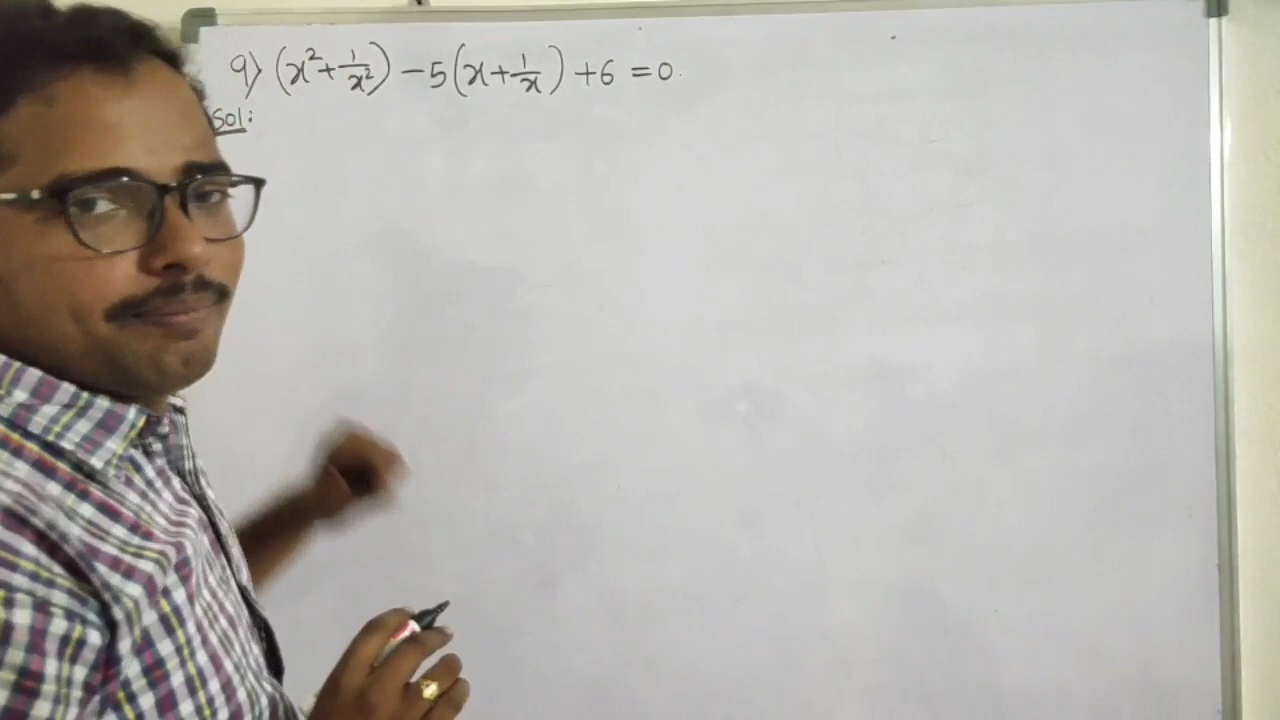 9) (x²+1/x²) -5(x+1/x) +6 =0.
Sol: